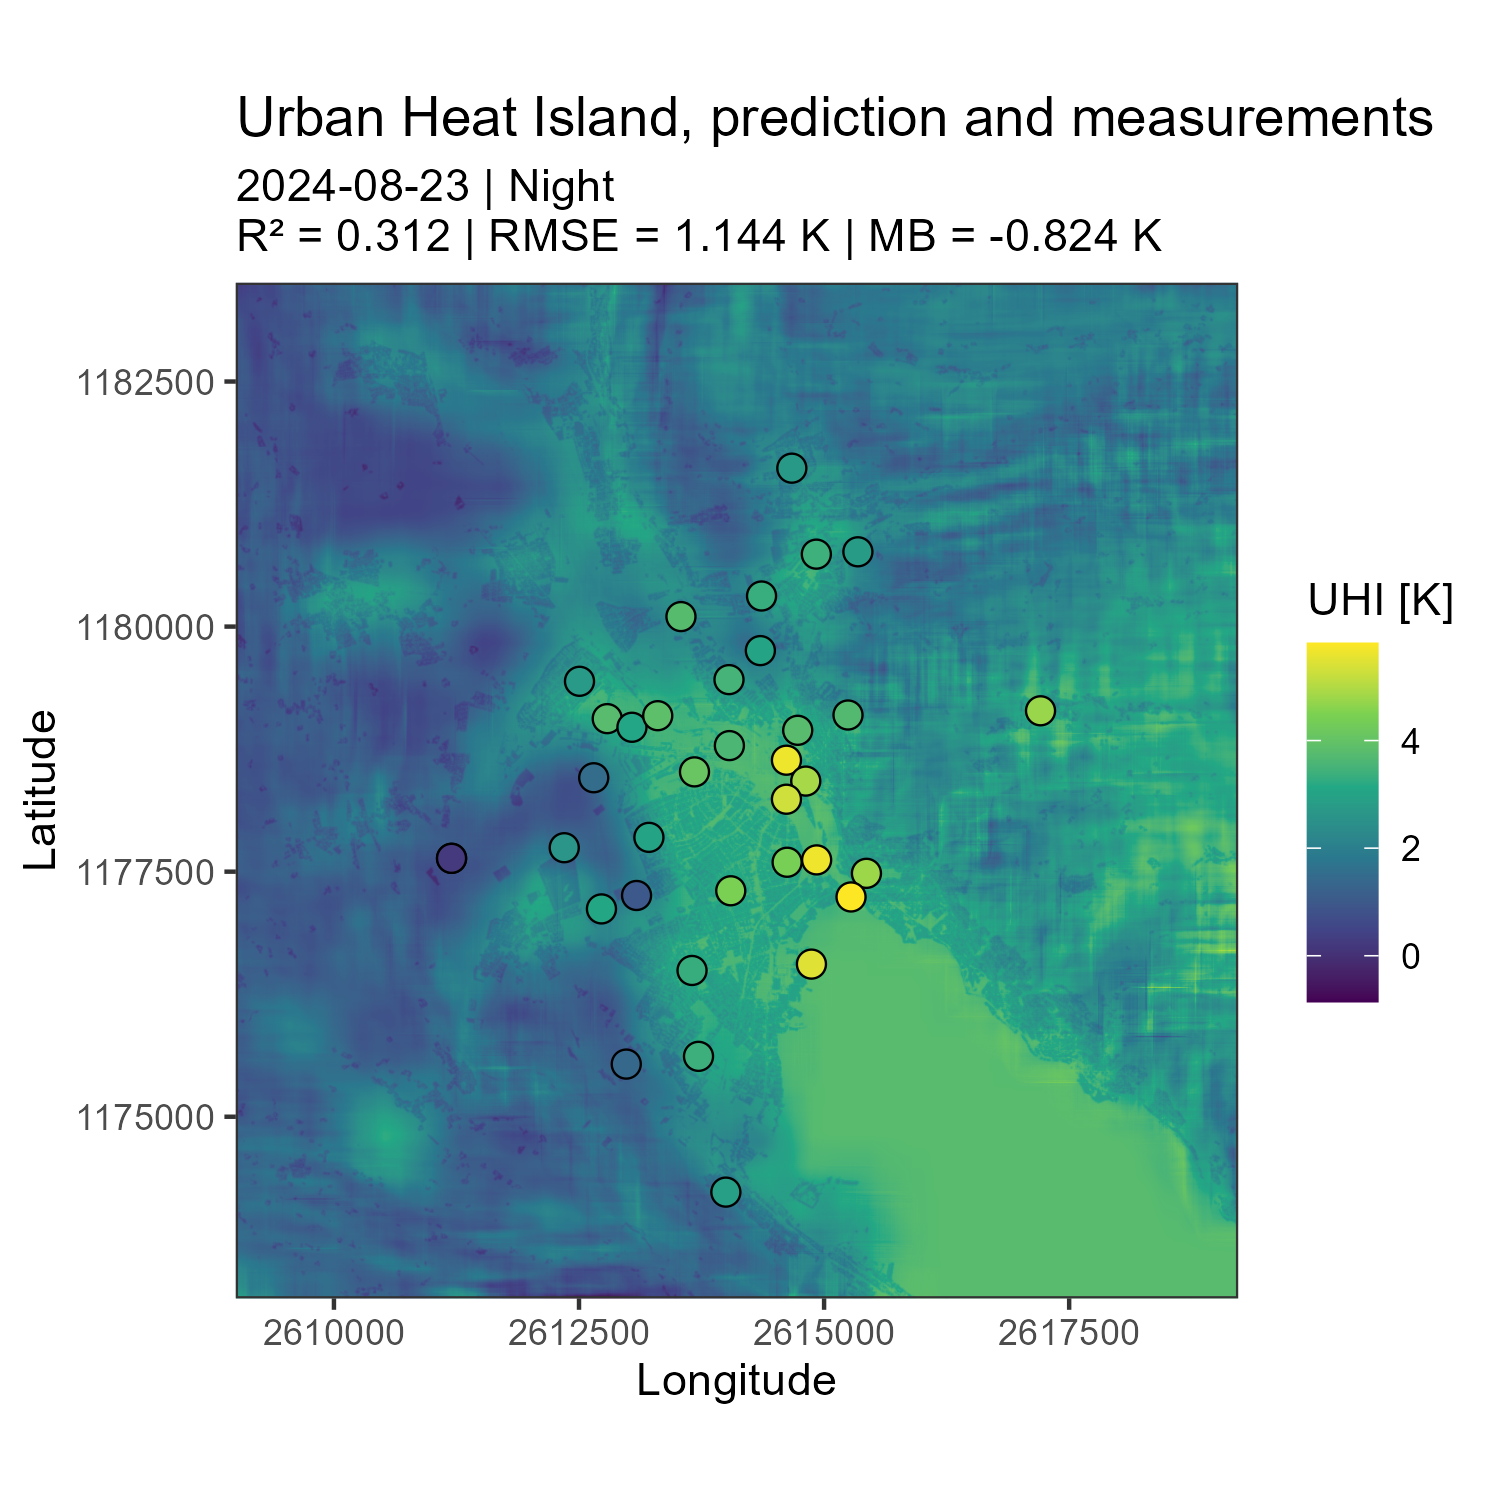 Urban Heat Island, prediction and measurements
2024-08-23 | Night
R² = 0.312 | RMSE = 1.144 K | MB = -0.824 K
1182500
1180000
1177500
1175000
Latitude
2610000
2612500
2615000
2617500
Longitude
UHI [K]
4
2
0